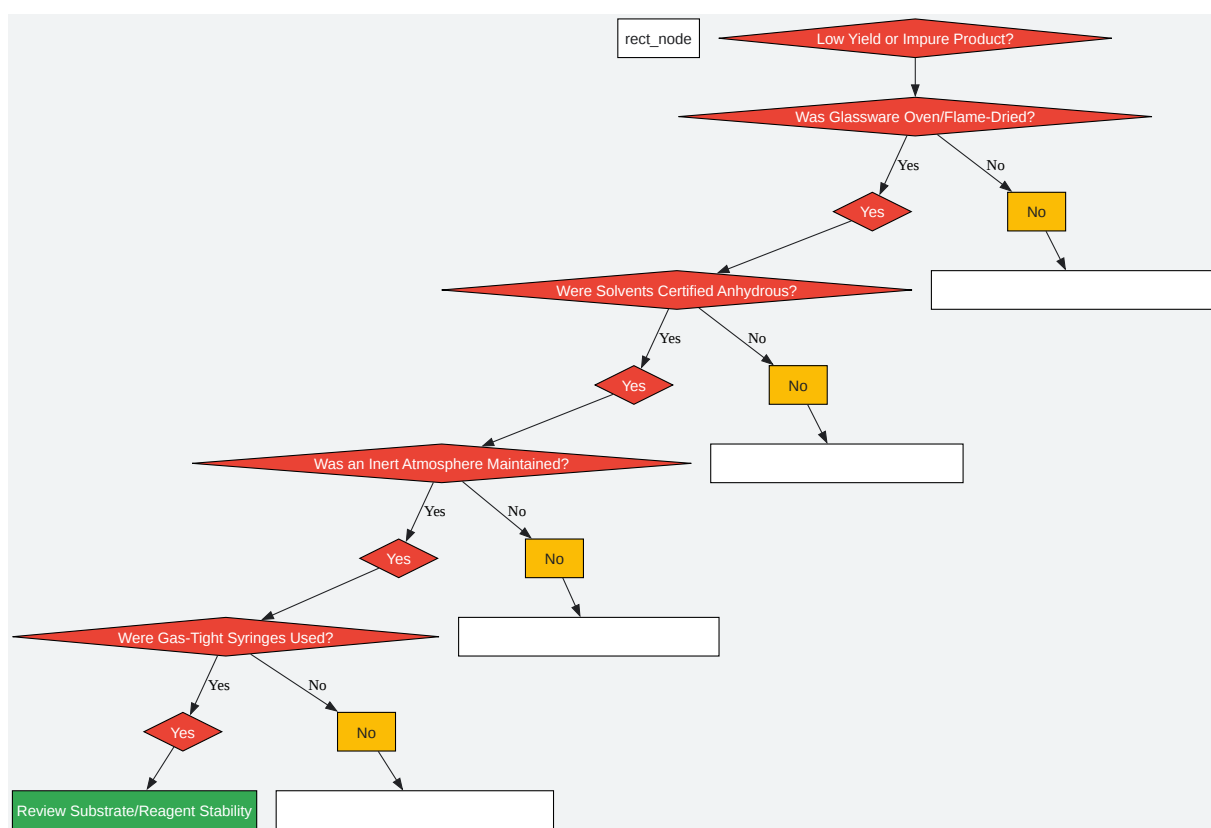 rect_node
Low Yield or Impure Product?
Was Glassware Oven/Flame-Dried?
Yes
No
Yes
No
Were Solvents Certified Anhydrous?
Yes
No
Yes
No
Was an Inert Atmosphere Maintained?
Yes
No
Yes
No
Were Gas-Tight Syringes Used?
Yes
No
Yes
No
Review Substrate/Reagent Stability